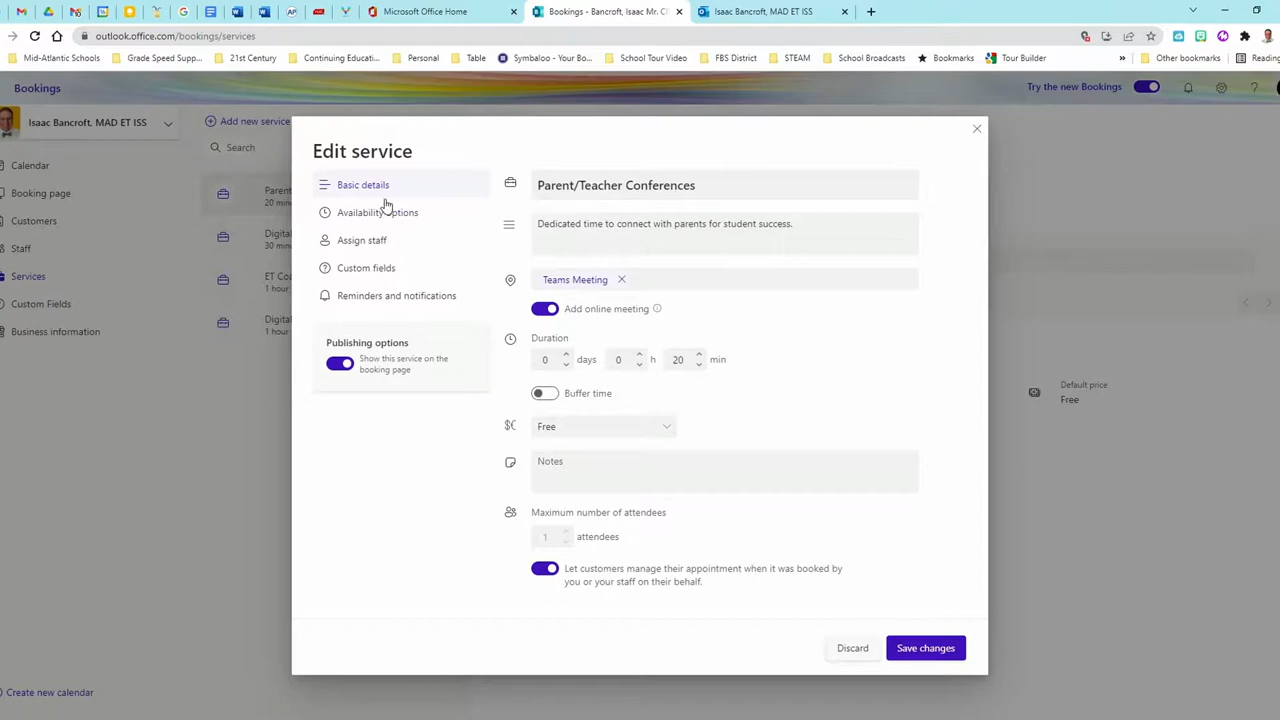 Microsoft Office Home
Bookings - Bancroft, Isaac Mr. C
Isaac Bancroft, MAD ET ISS
outlook.office.com/bookings/services
Mid-Atlantic Schools
Grade Speed Supp...
21st Century
Continuing Educati...
Personal
Table
Symbaloo - Your Bo...
School Tour Video
FBS District
STEAM
School Broadcasts
Bookmarks
Tour Builder
»
Other bookmarks
Reading
Bookings
Try the new Bookings
Isaac Bancroft, MAD ET ISS
Add new service
Search
Calendar
Booking page
Customers
Staff
Services
Custom Fields
Business information
Create new calendar
Paren
20 min
Digital
30 min
ET Coa
1 hour
Digital
1 hour
Default price
Free
Edit service
Basic details
Availability options
Assign staff
Custom fields
Reminders and notifications
Publishing options
Show this service on the
booking page
Parent/Teacher Conferences
Dedicated time to connect with parents for student success.
Teams Meeting
Add online meeting
Duration
0 days 0 h 20 min
Buffer time
$€ Free
Notes
Maximum number of attendees
1 attendees
Let customers manage their appointment when it was booked by
you or your staff on their behalf.
Discard
Save changes